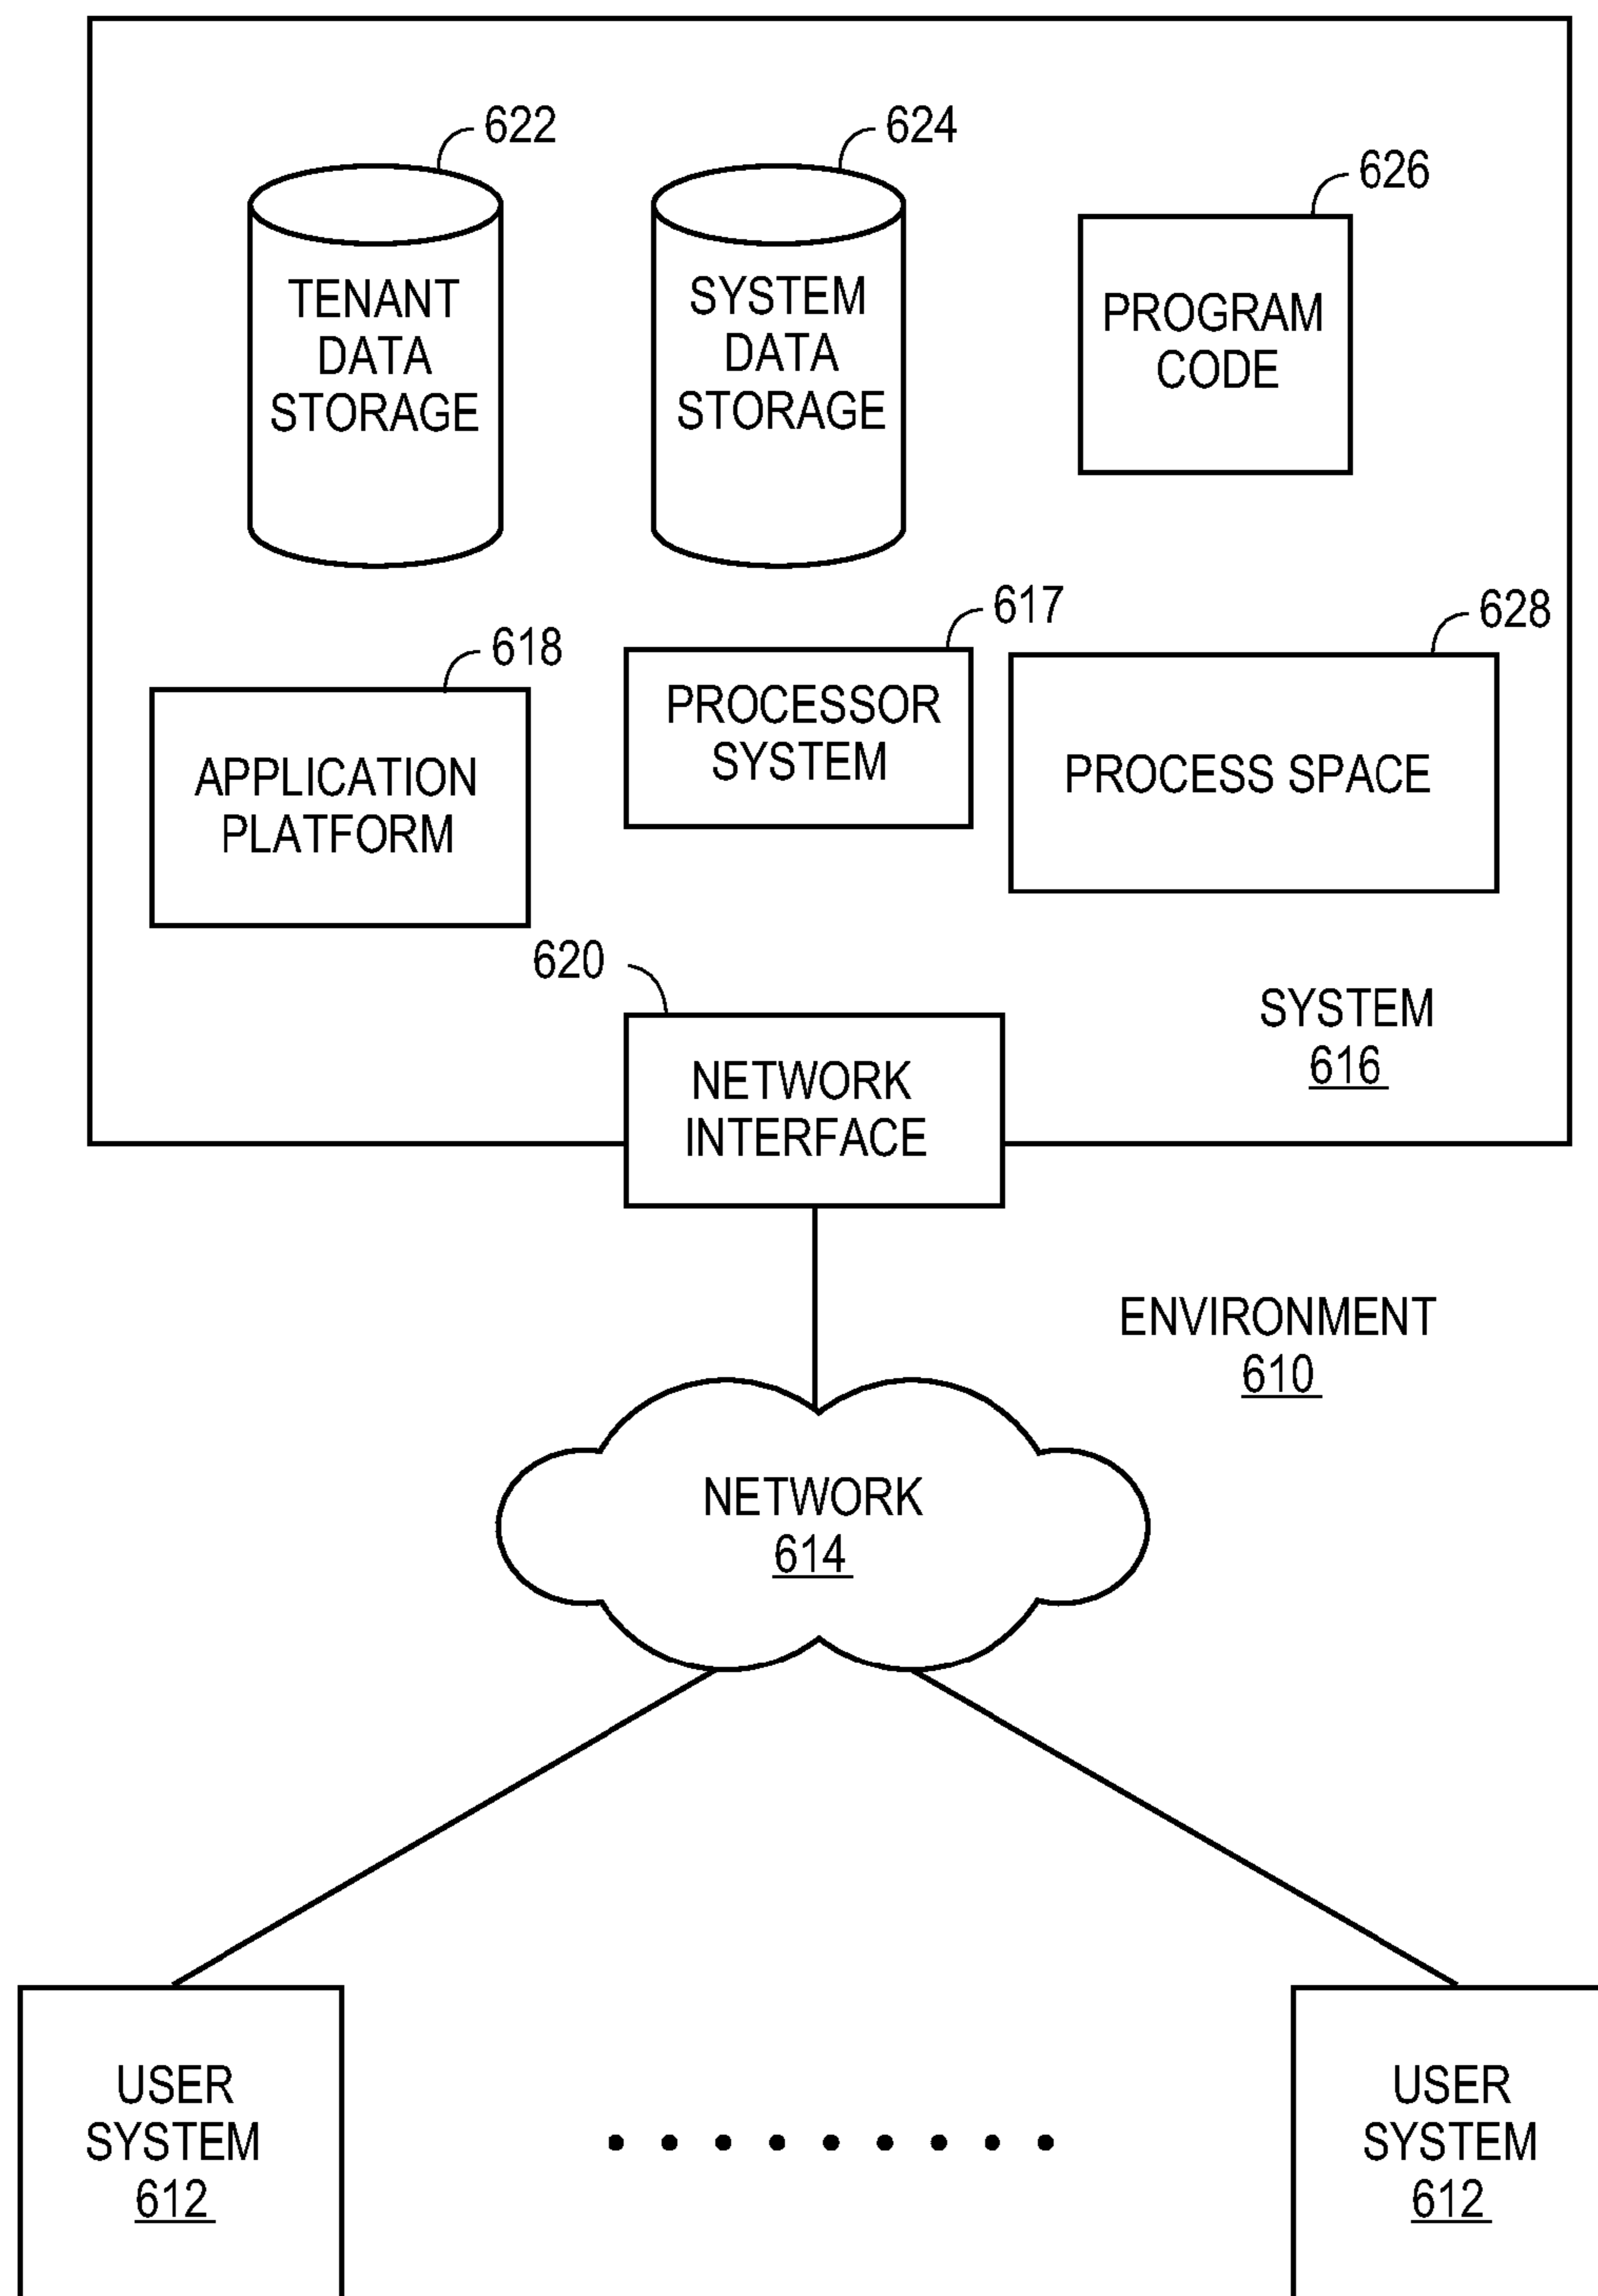 622
624
626
TENANT
DATA
STORAGE
SYSTEM
DATA
STORAGE
PROGRAM
CODE
618
617
628
APPLICATION
PLATFORM
PROCESSOR
SYSTEM
PROCESS SPACE
620
NETWORK
INTERFACE
SYSTEM
616
ENVIRONMENT
610
NETWORK
614
USER
SYSTEM
612
USER
SYSTEM
612